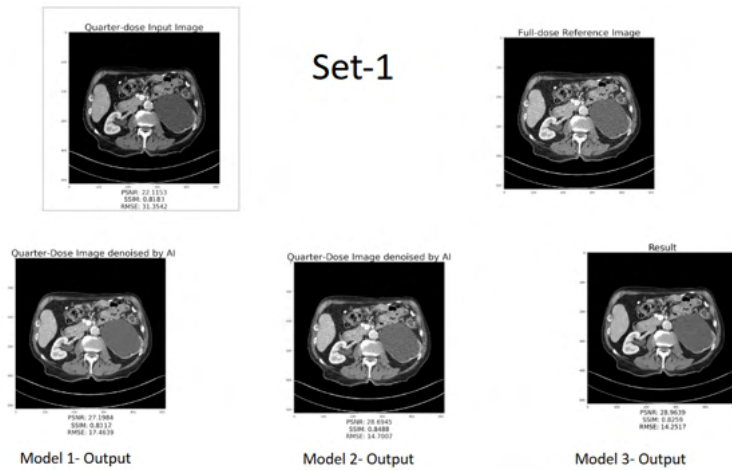 Quarter-dose Input Image
Set-1
Full-dose Reference Image
PSNR: 22.1153
SSIM: 0.8183
RMSE: 31.3542
Quarter-Dose Image denoised by AI
Quarter-Dose Image denoised by AI
Result
PSNR: 27.1984
SSIM: 0.8317
RMSE: 17.4639
PSNR: 28.6945
SSIM: 0.8488
RMSE: 14.7007
PSNR: 28.9639
SSIM: 0.8259
RMSE: 14.2517
Model 1- Output
Model 2- Output
Model 3- Output